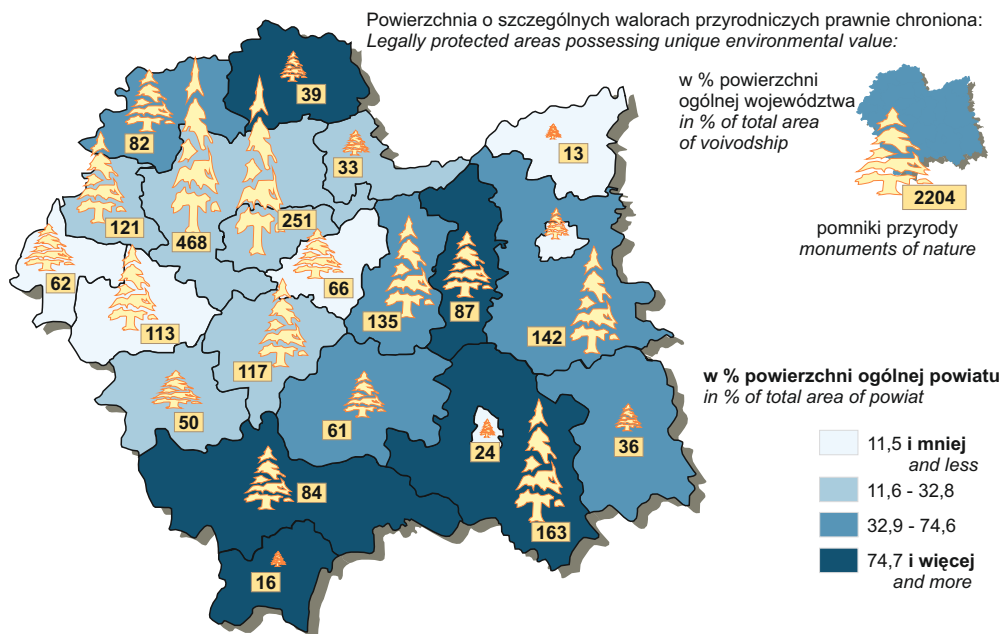 Powierzchnia o szczególnych walorach przyrodniczych prawnie chroniona:
Legally protected areas possessing unique environmental value:
w % powierzchni
ogólnej województwa
in % of total area
of voivodship
2204
pomniki przyrody
monuments of nature
39
82
33
13
121
468
251
62
66
113
135
87
142
117
50
61
24
36
84
163
16
w % powierzchni ogólnej powiatu
in % of total area of powiat
11,5 i mniej
and less
11,6 - 32,8
32,9 - 74,6
74,7 i więcej
and more